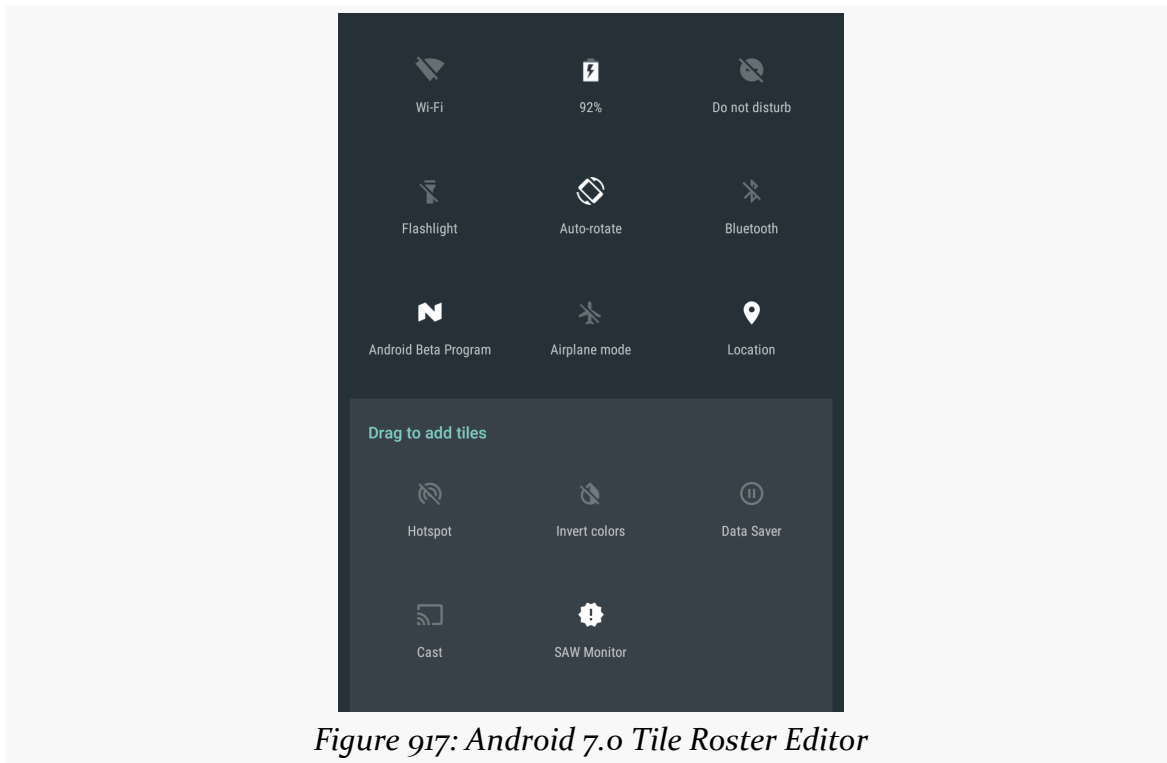 Wi-Fi 92% Do not disturb
Flashlight Auto-rotate Bluetooth
Android Beta Program Airplane mode Location
Drag to add tiles
Hotspot Invert colors Data Saver
Cast SAW Monitor
Figure 917: Android 7.0 Tile Roster Editor